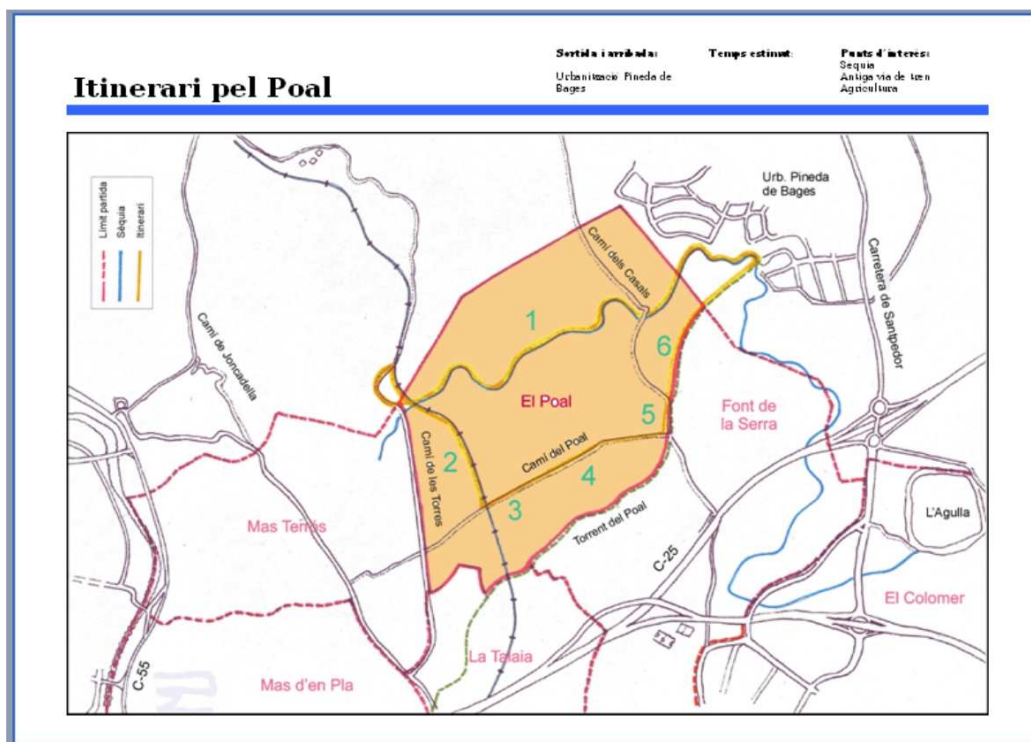 Itinerari pel Poal
Sortida i arribada:
Urbanització Pineda de
Bages
Temps estimat:
Punts d'interès:
Sèquia
Antiga via de tren
Agricultura
Límit partida
Sèquia
Itinerari
Urb. Pineda
de Bages
Camí dels Casals
Carretera de Santpedor
Camí de Joncadella
1
6
El Poal
5
Font de
la Serra
Camí del Poal
2
Camí de les Torres
4
3
Mas Terrós
Torrent del Poal
L'Agulla
C-25
El Colomer
La Talaia
C-55
Mas d'en Pla